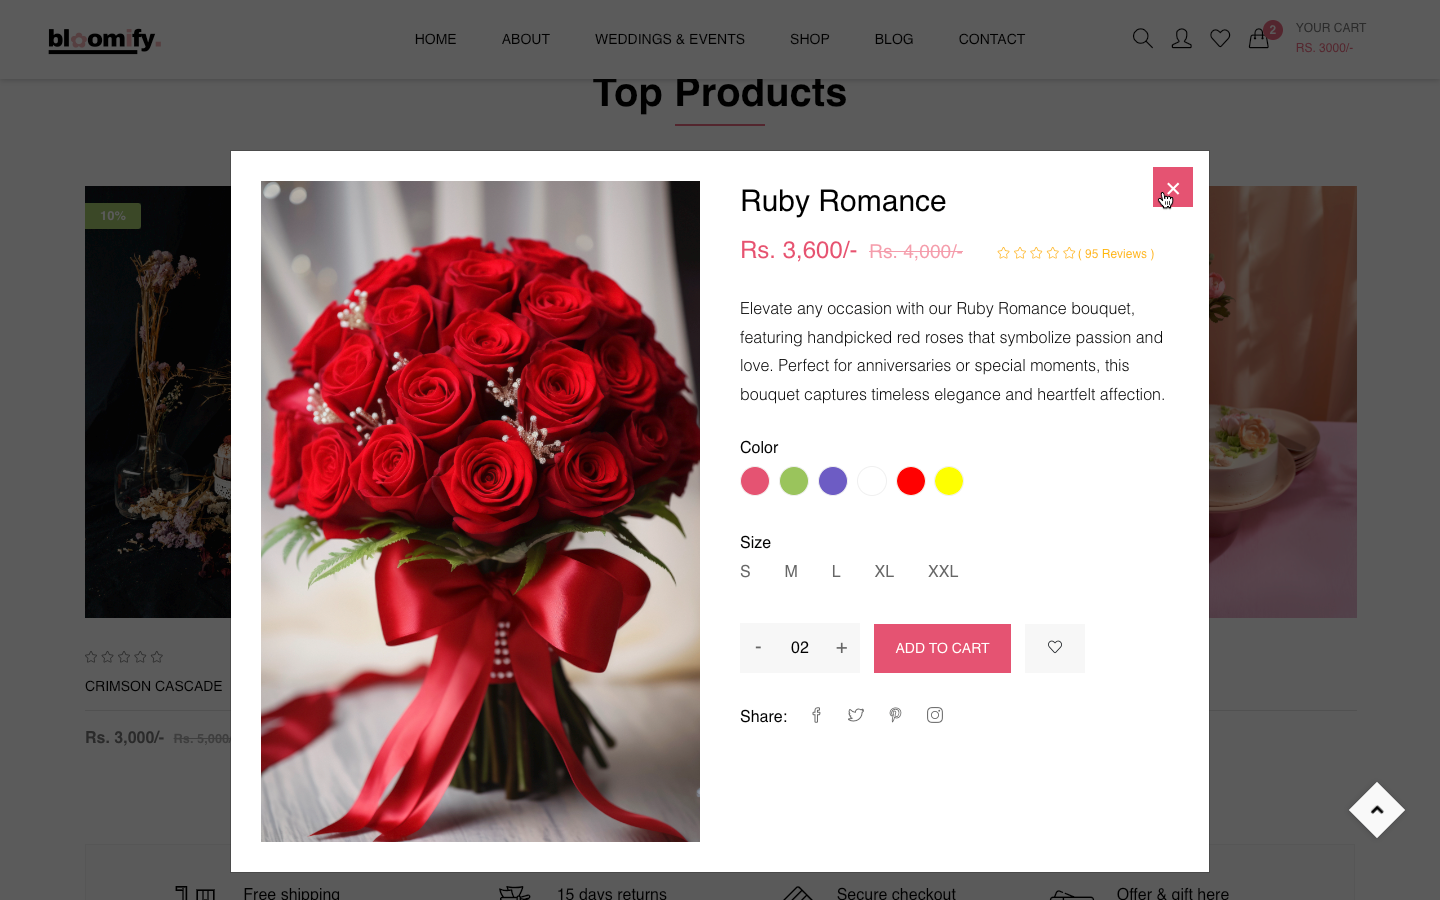 bloomify.
HOME
ABOUT
WEDDINGS & EVENTS
SHOP
BLOG
CONTACT
2
YOUR CART
RS. 3000/-
Top Products
10%
Ruby Romance
×
Rs. 3,600/- Rs. 4,000/-
( 95 Reviews )
Elevate any occasion with our Ruby Romance bouquet,
featuring handpicked red roses that symbolize passion and
love. Perfect for anniversaries or special moments, this
bouquet captures timeless elegance and heartfelt affection.
Color
Size
S M L XL XXL
- 02 +
ADD TO CART
Share:
CRIMSON CASCADE
Rs. 3,000/- Rs. 5,000/
Free shipping
15 days returns
Secure checkout
Offer & gift here